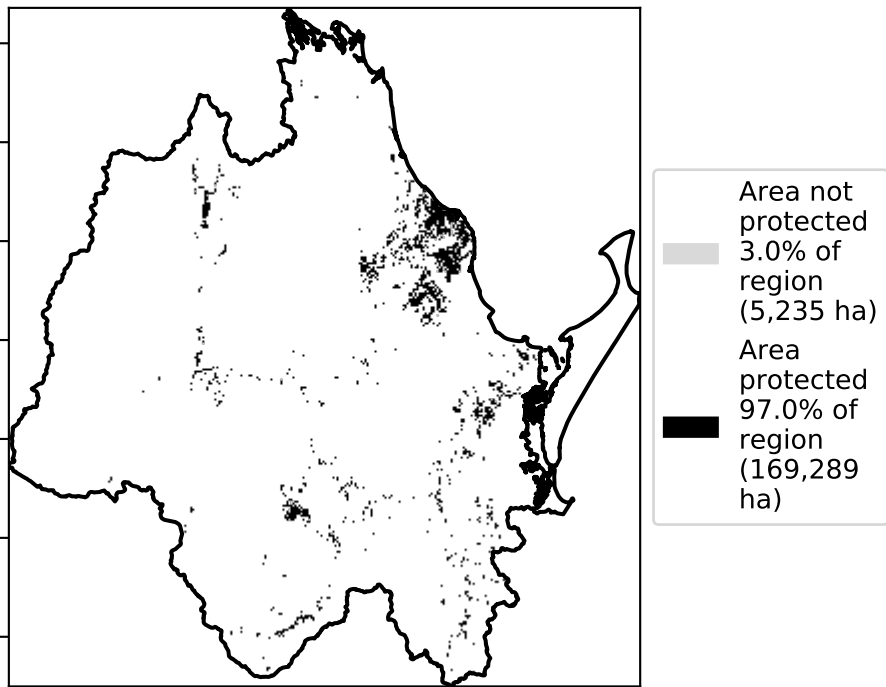 Area not
protected
3.0% of
region
(5,235 ha)
Area
protected
97.0% of
region
(169,289
ha)